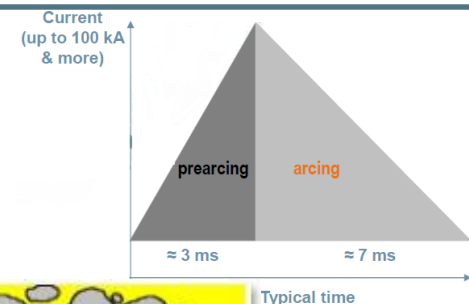 Current
(up to 100 kA
& more)
prearcing
arcing
≈ 3 ms
≈ 7 ms
Typical time